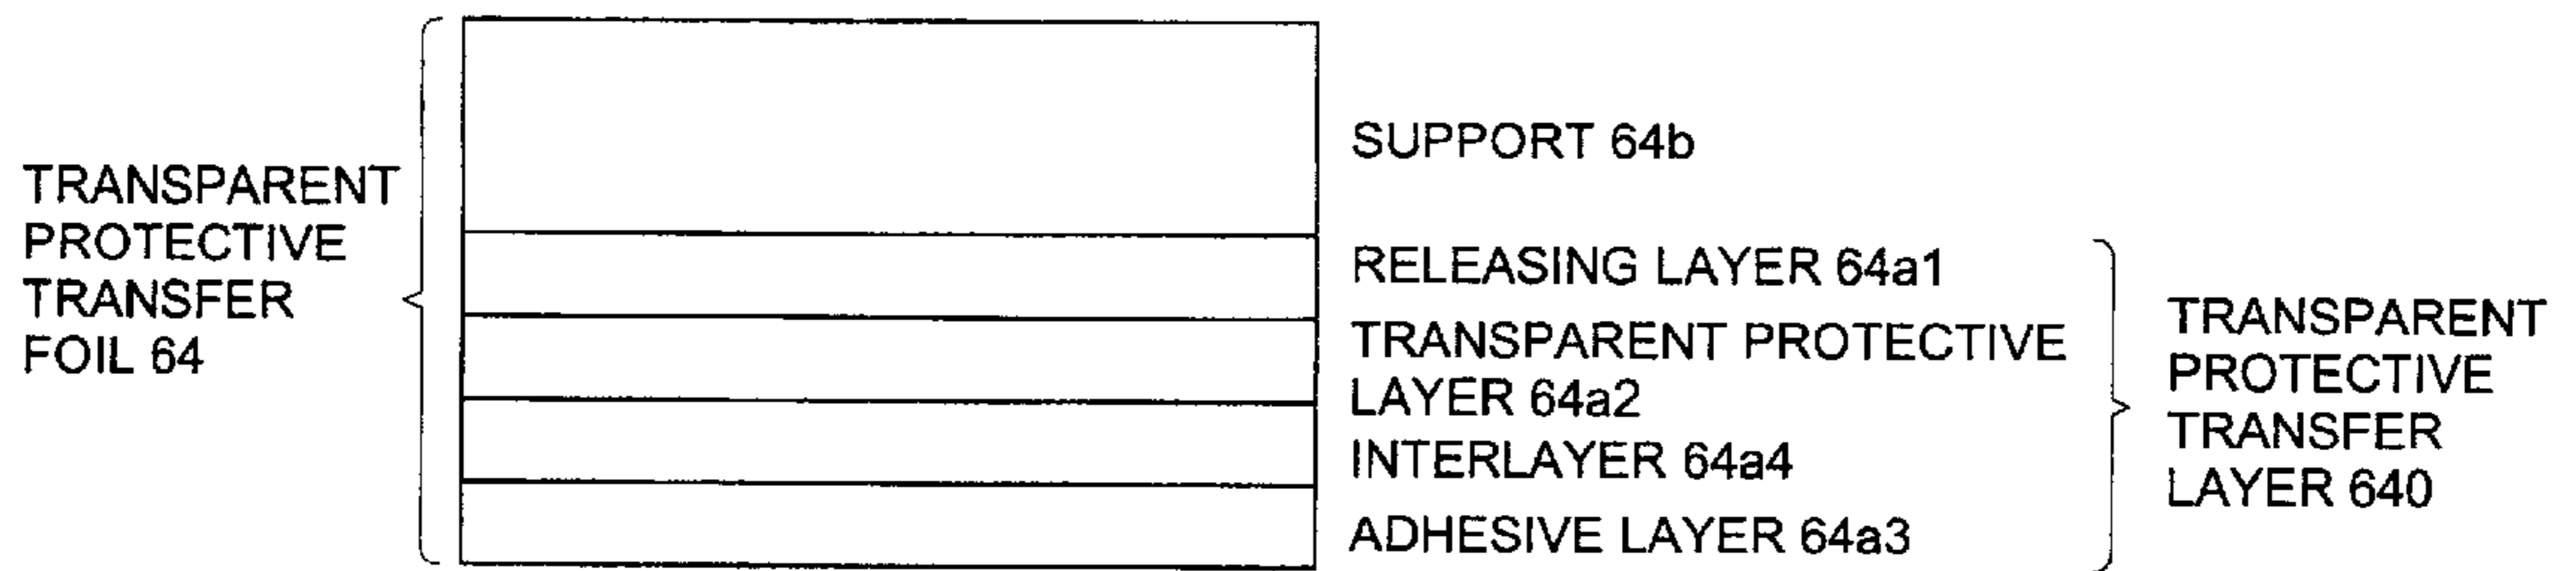 TRANSPARENT
PROTECTIVE
TRANSFER
FOIL 64
SUPPORT 64b
RELEASING LAYER 64a1
TRANSPARENT PROTECTIVE
LAYER 64a2
INTERLAYER 64a4
ADHESIVE LAYER 64a3
TRANSPARENT
PROTECTIVE
TRANSFER
LAYER 640